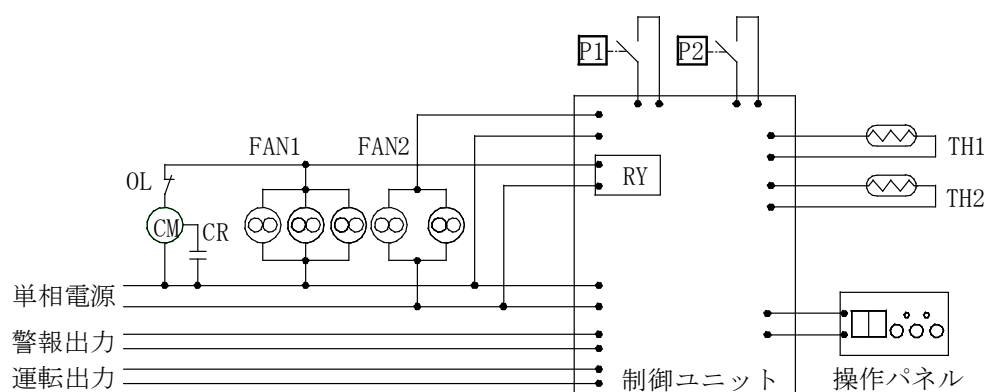 P1
P2
FAN1
FAN2
TH1
OL
RY
TH2
CM
CR
単相電源
警報出力
運転出力
制御ユニット
操作パネル